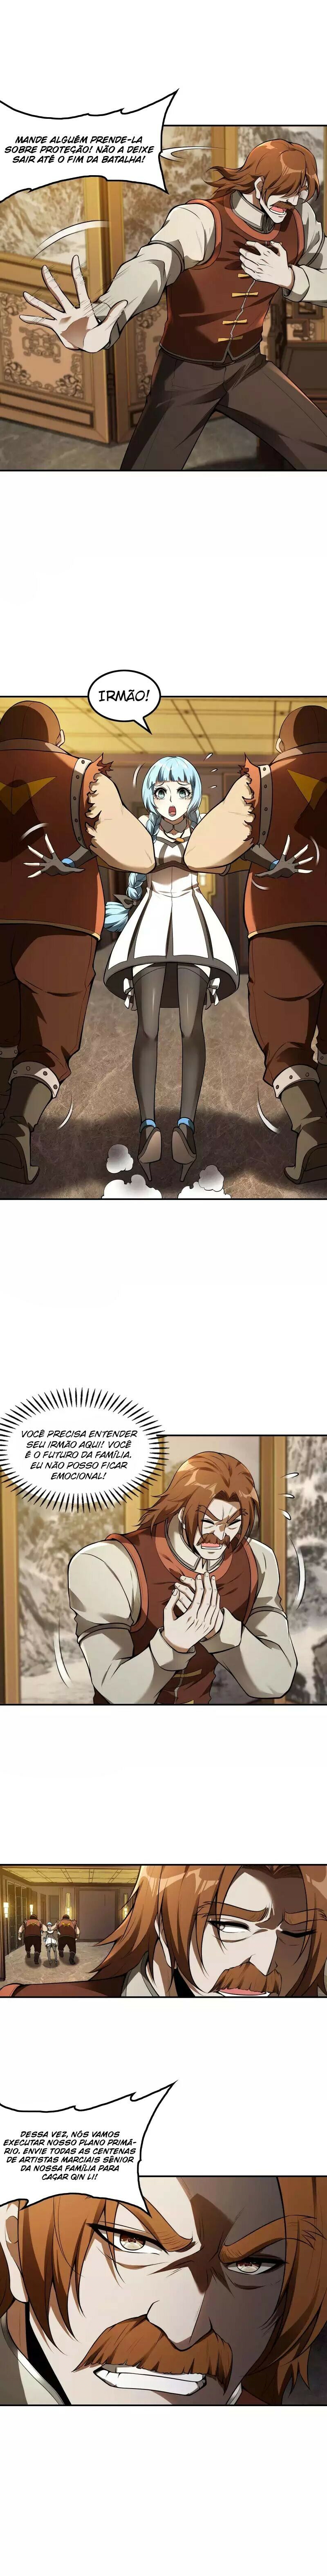 MANDE ALGUÉM PRENDE-LA
SOBRE PROTEÇÃO! NÃO A DEIXE
SAIR ATÉ O FIM DA BATALHA!
IRMÃO!
VOCÊ PRECISA ENTENDER
SEU IRMÃO AQUI! VOCÊ
É O FUTURO DA FAMÍLIA.
EU NÃO POSSO FICAR
EMOCIONAL!
DESSA VEZ, NÓS VAMOS
EXECUTAR NOSSO PLANO PRIMÁ-
RIO. ENVIE TODAS AS CENTENAS
DE ARTISTAS MARCIAIS SÊNIOR
DA NOSSA FAMÍLIA PARA
CAÇAR QIN LI!